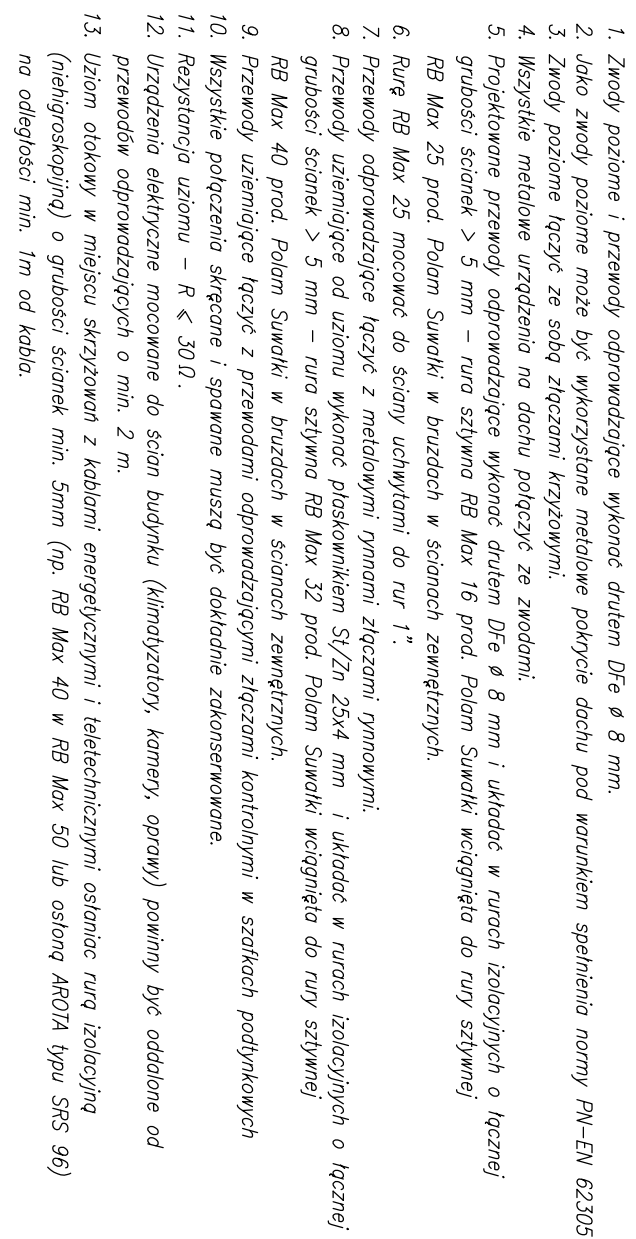 1. Zwody poziome i przewody odprowadzające wykonać drutem DFe ø 8 mm.
2. Jako zwody poziome może być wykorzystane metalowe pokrycie dachu pod warunkiem spełnienia normy PN-EN 62305
3. Zwody poziome łączyć ze sobą złączami krzyżowymi.
4. Wszystkie metalowe urządzenia na dachu połączyć ze zwodami.
5. Projektowane przewody odprowadzające wykonać drutem DFe ø 8 mm i układać w rurach izolacyjnych o łącznej
grubości ścianek > 5 mm - rura sztywna RB Max 16 prod. Polam Suwałki wciągnięta do rury sztywnej
RB Max 25 prod. Polam Suwałki w bruzdach w ścianach zewnętrznych.
6. Rurę RB Max 25 mocować do ściany uchwytami do rur 1".
7. Przewody odprowadzające łączyć z metalowymi rynnami złączami rynnowymi.
8. Przewody uziemiające od uziomu wykonać płaskownikiem St/Zn 25x4 mm i układać w rurach izolacyjnych o łącznej
grubości ścianek > 5 mm - rura sztywna RB Max 32 prod. Polam Suwałki wciągnięta do rury sztywnej
RB Max 40 prod. Polam Suwałki w bruzdach w ścianach zewnętrznych.
9. Przewody uziemiające łączyć z przewodami odprowadzającymi złączami kontrolnymi w szafkach podtynkowych
10. Wszystkie połączenia skręcane i spawane muszą być dokładnie zakonserwowane.
11. Rezystancja uziomu - R ⩽ 30Ω.
12. Urządzenia elektryczne mocowane do ścian budynku (klimatyzatory, kamery, oprawy) powinny być oddalone od
przewodów odprowadzających o min. 2 m.
13. Uziom otokowy w miejscu skrzyżowań z kablami energetycznymi i teletechnicznymi osłaniac rurą izolacyjną
(niehigroskopijną) o grubości ścianek min. 5mm (np. RB Max 40 w RB Max 50 lub osłoną AROTA typu SRS 96)
na odległości min. 1m od kabla.